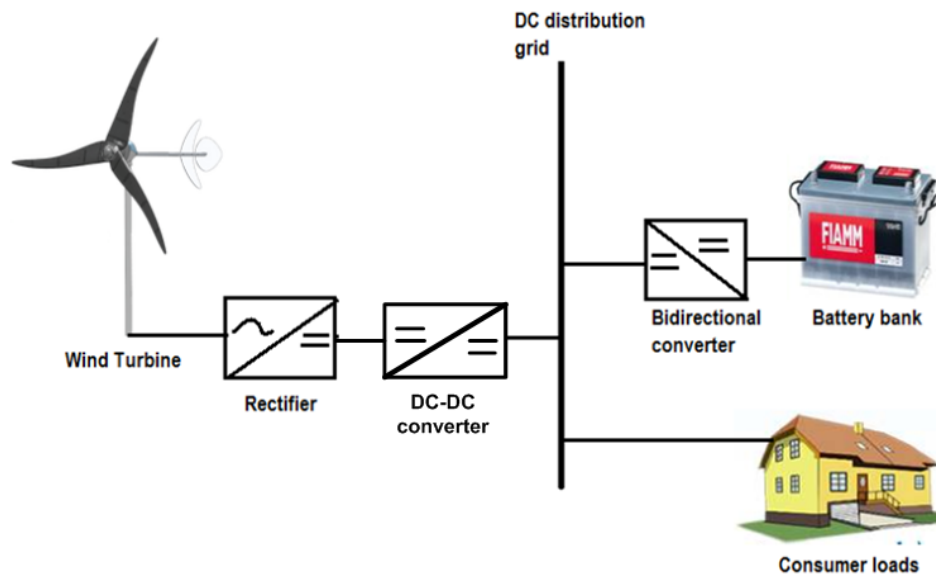 DC distribution
grid
FIAMM
Wind Turbine
Rectifier
DC-DC
converter
Bidirectional
converter
Battery bank
Consumer loads